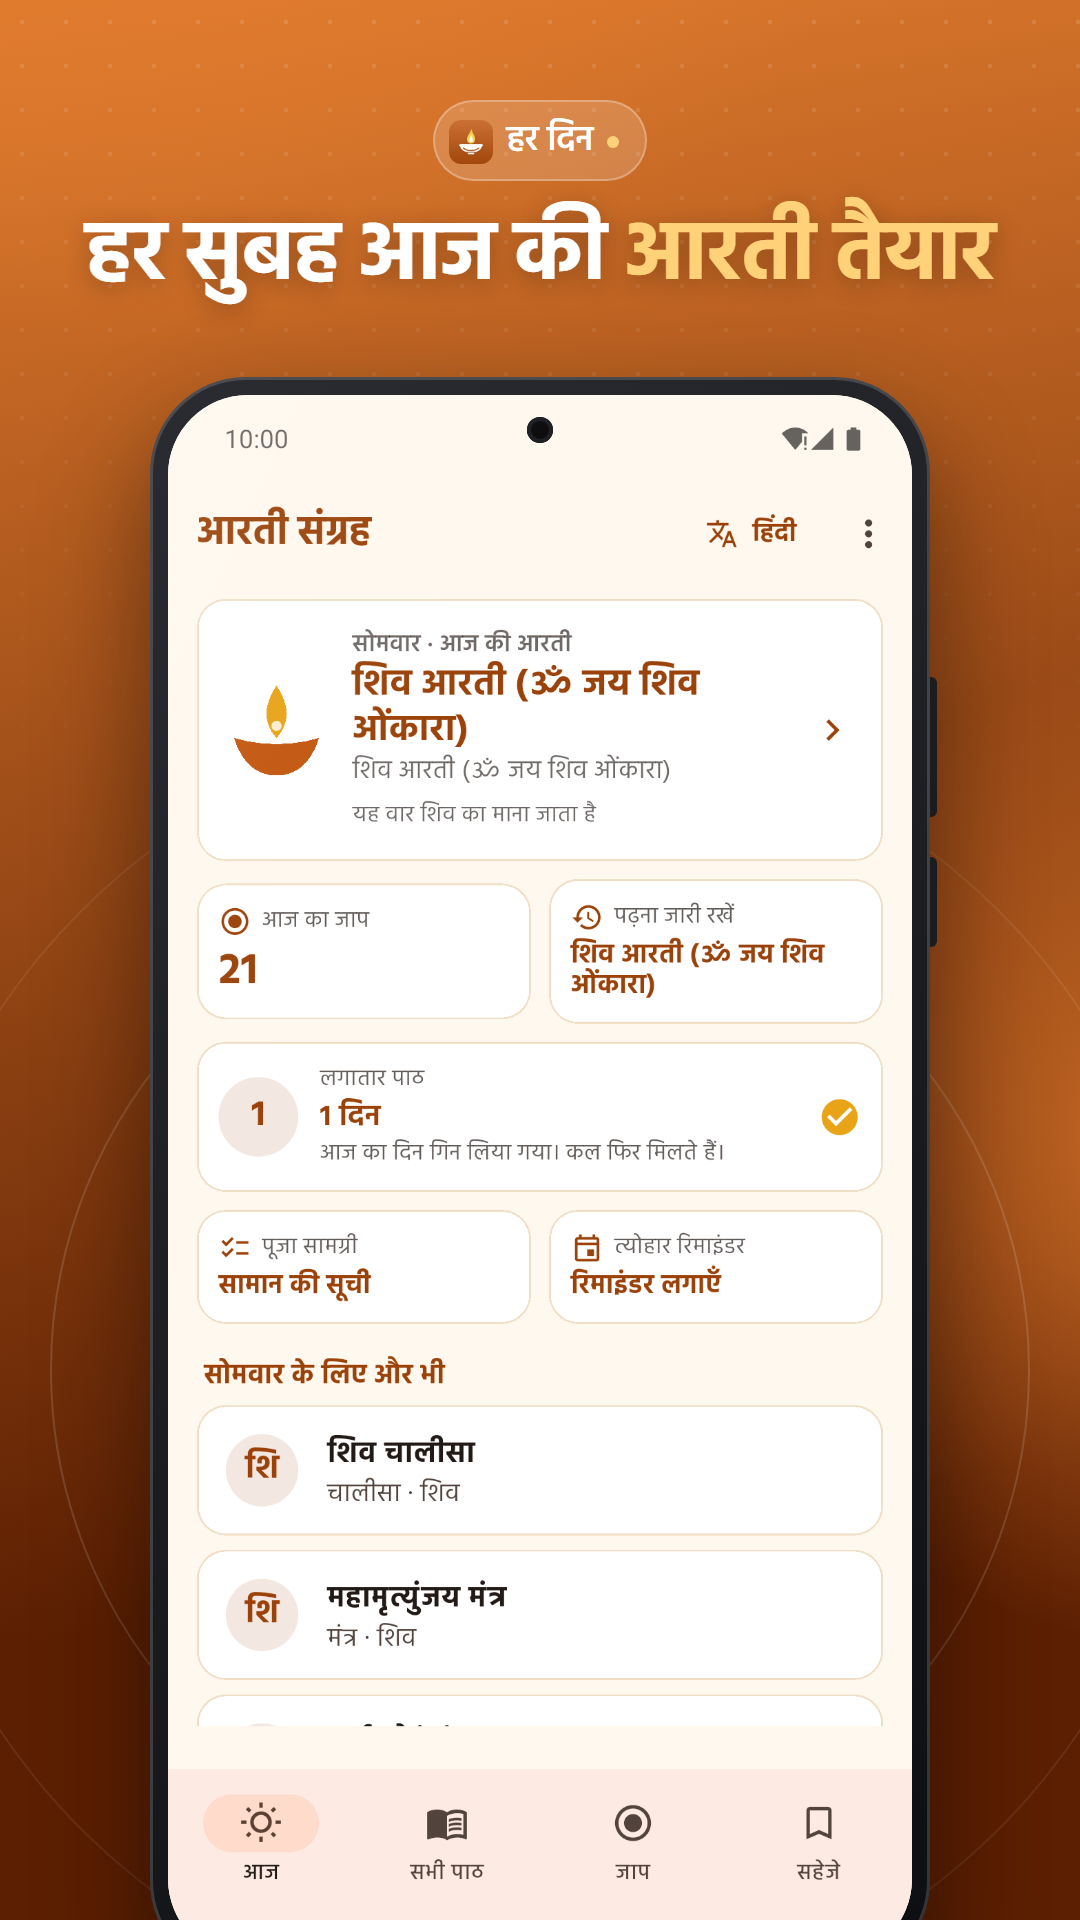 हर दिन
हर सुबह आज की आरती तैयार
10:00
आरती संग्रह
हिंदी
सोमवार · आज की आरती
शिव आरती (ॐ जय शिव
ओंकारा)
शिव आरती (ॐ जय शिव ओंकारा)
यह वार शिव का माना जाता है
आज का जाप
21
पढ़ना जारी रखें
शिव आरती (ॐ जय शिव
ओंकारा)
1
लगातार पाठ
1 दिन
आज का दिन गिन लिया गया। कल फिर मिलते हैं।
पूजा सामग्री
सामान की सूची
त्योहार रिमाइंडर
रिमाइंडर लगाएँ
सोमवार के लिए और भी
शि
शिव चालीसा
चालीसा · शिव
शि
महामृत्युंजय मंत्र
मंत्र · शिव
आज
सभी पाठ
जाप
सहेजे